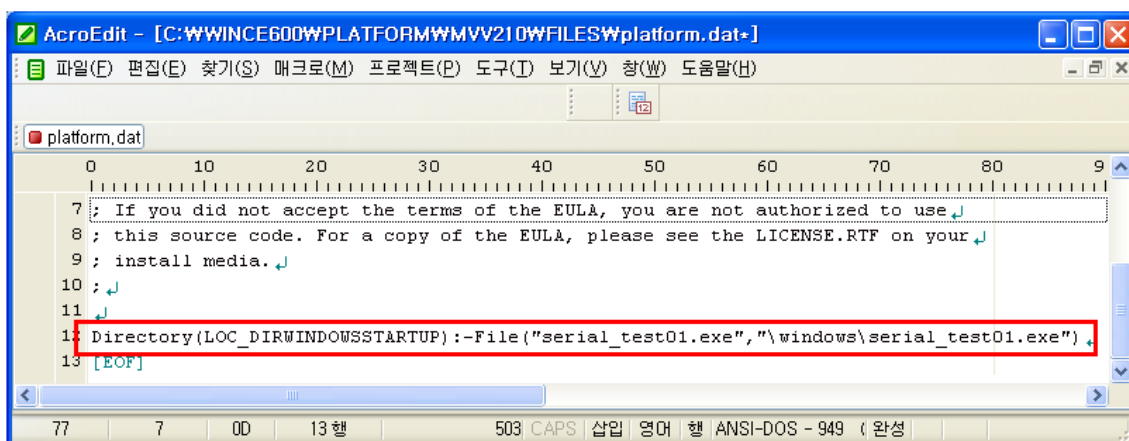 AcroEdit - [C:₩WINCE600₩PLATFORM₩MVV210₩FILES₩platform.dat*]
파일(F) 편집(E) 찾기(S) 매크로(M) 프로젝트(P) 도구(T) 보기(V) 창(W) 도움말(H)
12
platform.dat
0 10 20 30 40 50 60 70 80 9
7 ; If you did not accept the terms of the EULA, you are not authorized to use
8 ; this source code. For a copy of the EULA, please see the LICENSE.RTF on your
9 ; install media.
10 ;
11
12 Directory(LOC_DIRWINDOWSSTARTUP):-File("serial_test01.exe","\windows\serial_test01.exe")
13 [EOF]
77 7 0D 13 행 503 CAPS 삽입 영어 행 ANSI-DOS - 949 ( 완성